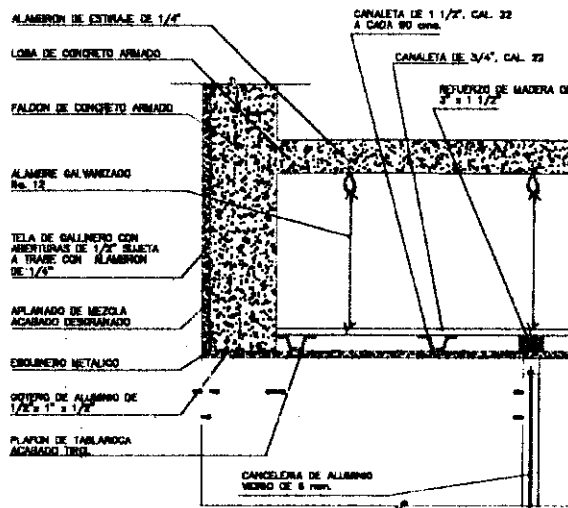 ALAMBRON DE ESTIRAJE DE 1/4"
LOSA DE CONCRETO ARMADO
FALDON DE CONCRETO ARMADO
ALAMBRE GALVANIZADO
No. 12
TELA DE GALLINERO CON
ABERTURAS DE 1/2" SUJETA
A TRABE CON ALAMBRON
DE 1/4"
APLANADO DE MEZCLA
ACABADO DESGRANADO
ESQUINERO METALICO
GOTERO DE ALUMINIO DE
1/2" x 1" x 1/2"
PLAFON DE TABLAROCA
ACABADO TIROL
CANALETA DE 1 1/2", CAL. 22
A CADA 90 cms.
CANALETA DE 3/4", CAL. 22
REFUERZO DE MADERA DE
3" x 1 1/2"
CANCELERIA DE ALUMINIO
VIDRIO DE 6 mm.